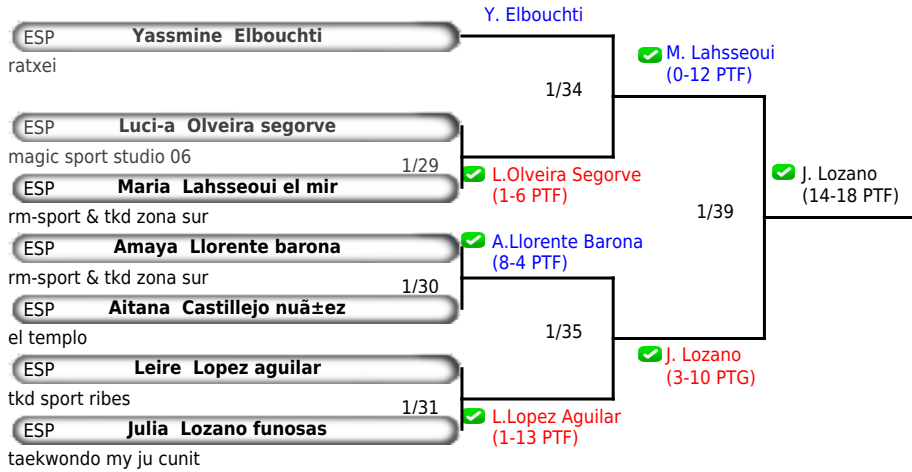 Y. Elbouchti
ESP Yassmine Elbouchti
ratxei
M. Lahsseoui
(0-12 PTF)
1/34
ESP Luci-a Olveira segorve
magic sport studio 06
1/29
L.Olveira Segorve
(1-6 PTF)
ESP Maria Lahsseoui el mir
rm-sport & tkd zona sur
J. Lozano
(14-18 PTF)
1/39
ESP Amaya Llorente barona
rm-sport & tkd zona sur
A.Llorente Barona
(8-4 PTF)
1/30
ESP Aitana Castillejo nuã±ez
el templo
1/35
J. Lozano
(3-10 PTG)
ESP Leire Lopez aguilar
tkd sport ribes
1/31
L.Lopez Aguilar
(1-13 PTF)
ESP Julia Lozano funosas
taekwondo my ju cunit